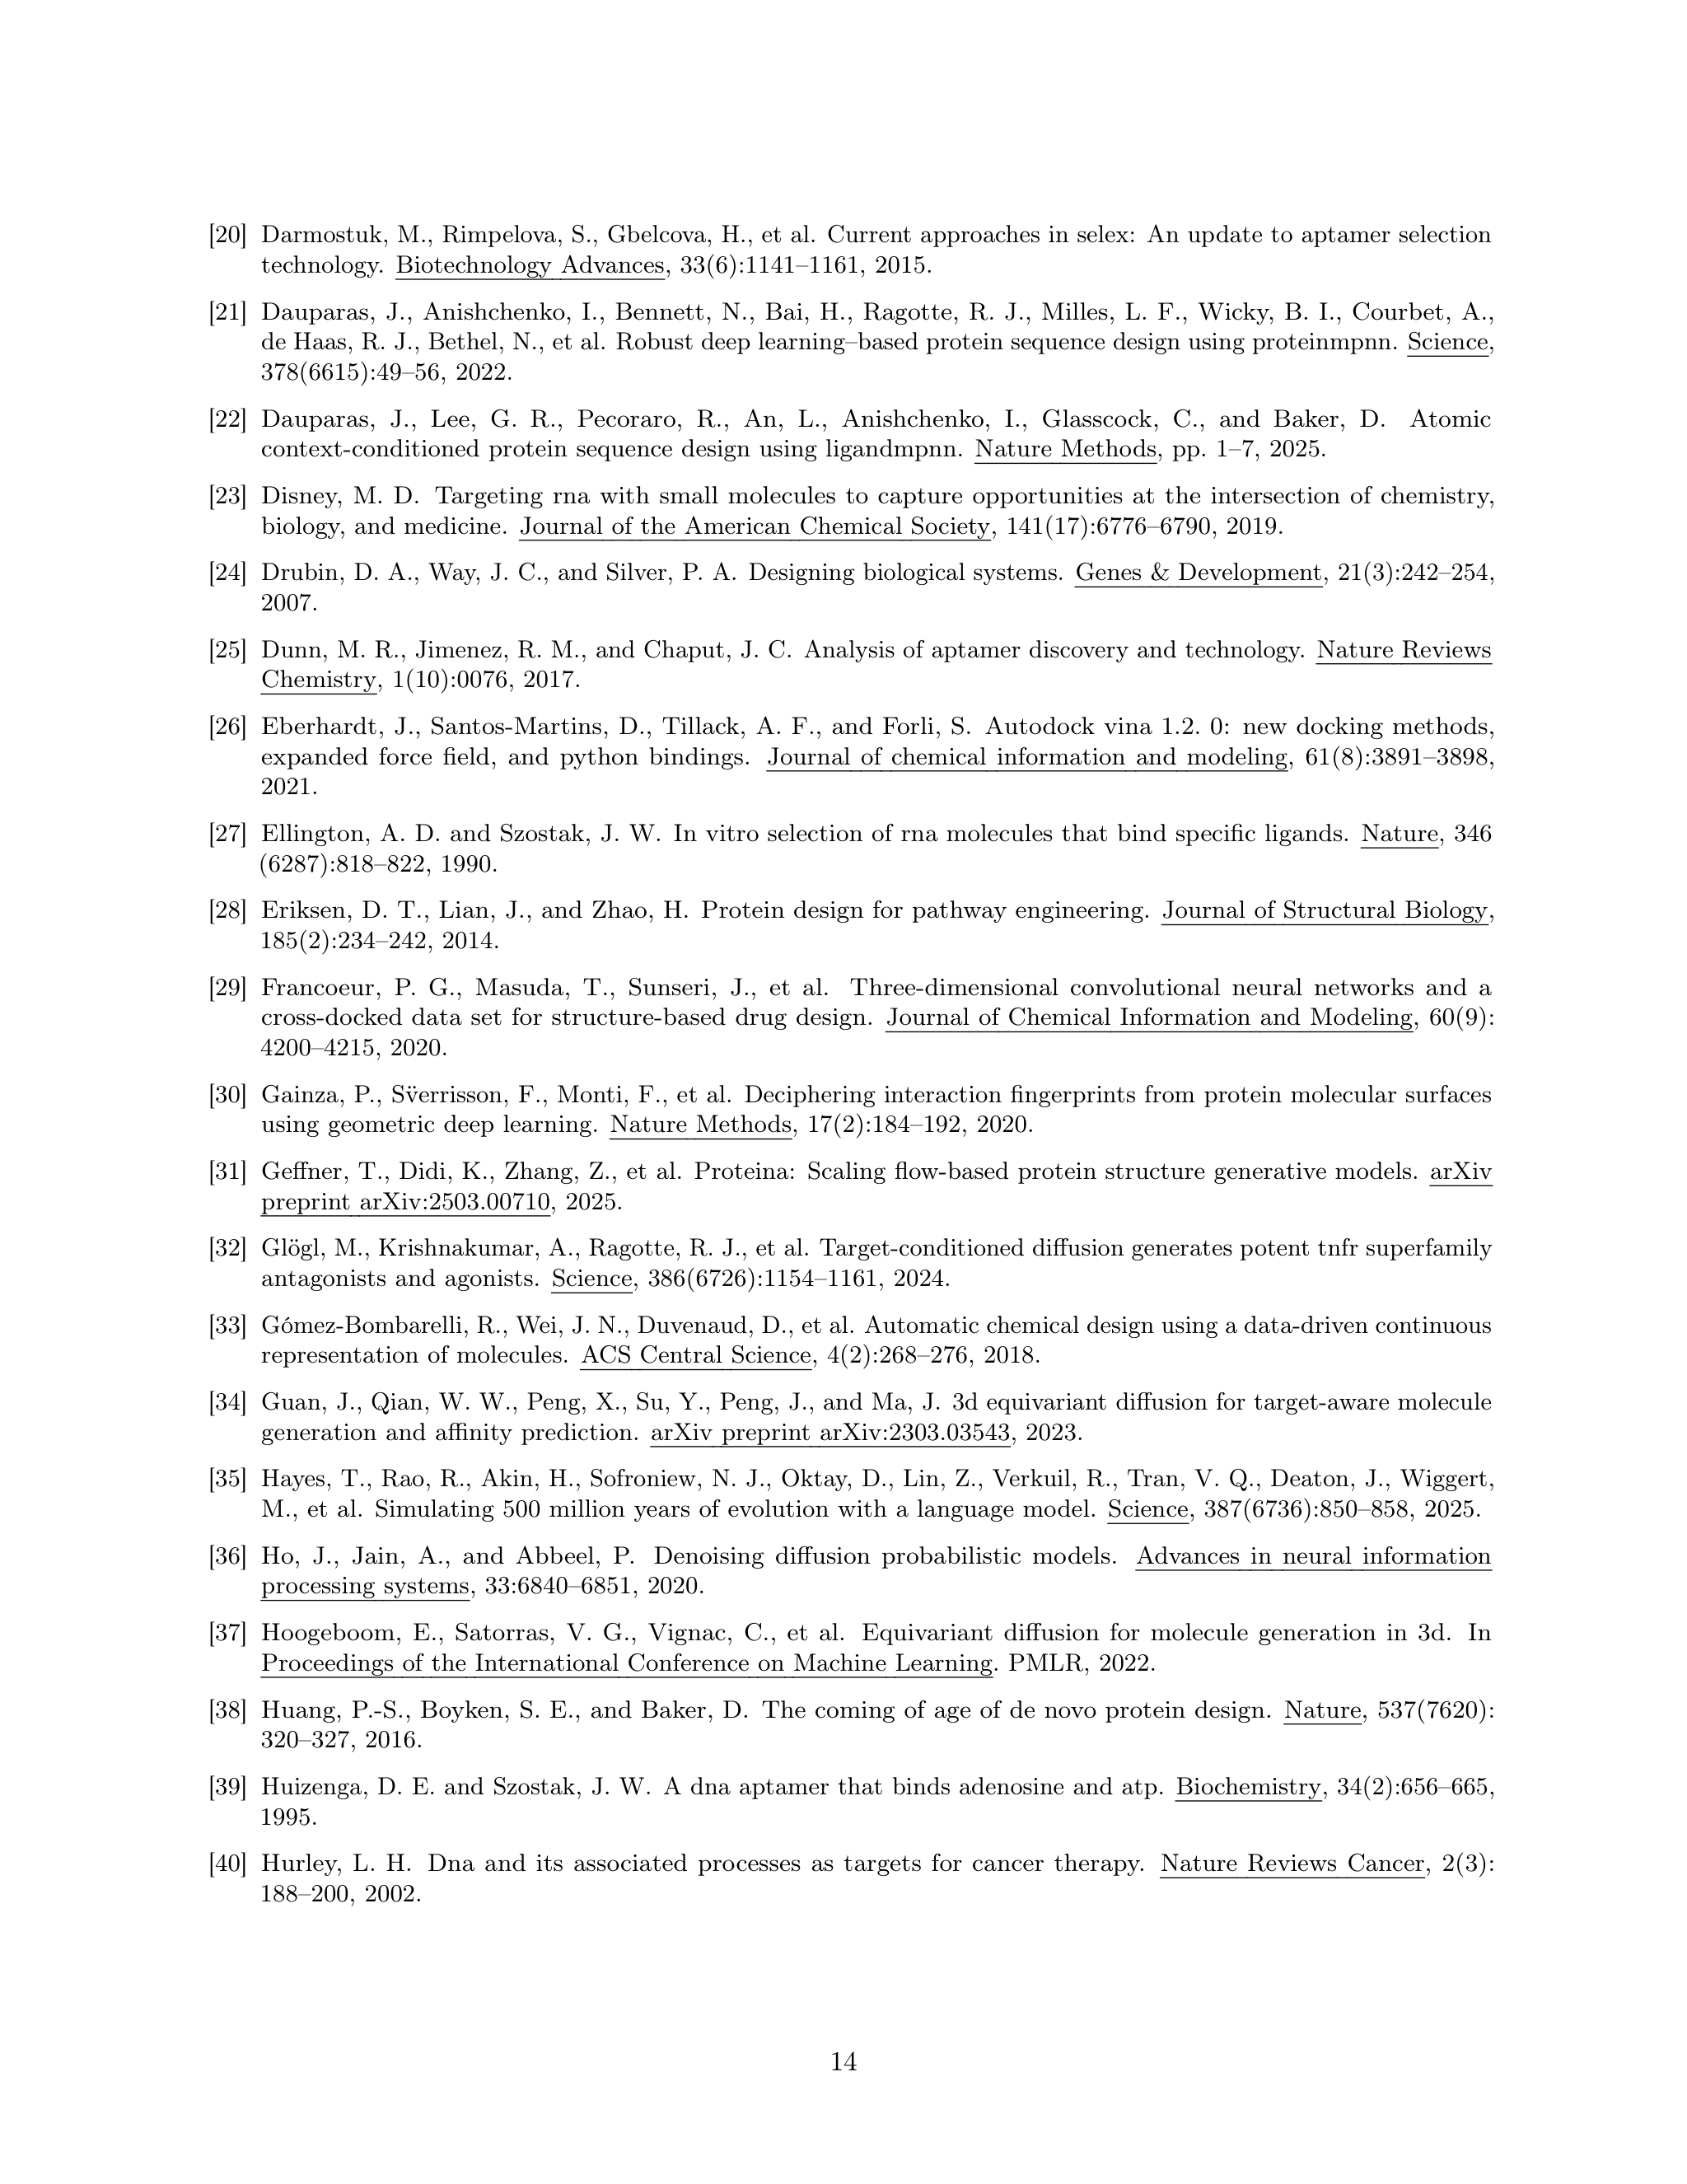 [20] Darmostuk, M., Rimpelova, S., Gbelcova, H., et al. Current approaches in selex: An update to aptamer selection
technology. Biotechnology Advances, 33(6):1141–1161, 2015.
[21] Dauparas, J., Anishchenko, I., Bennett, N., Bai, H., Ragotte, R. J., Milles, L. F., Wicky, B. I., Courbet, A.,
de Haas, R. J., Bethel, N., et al. Robust deep learning–based protein sequence design using proteinmpnn. Science,
378(6615):49–56, 2022.
[22] Dauparas, J., Lee, G. R., Pecoraro, R., An, L., Anishchenko, I., Glasscock, C., and Baker, D. Atomic
context-conditioned protein sequence design using ligandmpnn. Nature Methods, pp. 1–7, 2025.
[23] Disney, M. D. Targeting rna with small molecules to capture opportunities at the intersection of chemistry,
biology, and medicine. Journal of the American Chemical Society, 141(17):6776–6790, 2019.
[24] Drubin, D. A., Way, J. C., and Silver, P. A. Designing biological systems. Genes & Development, 21(3):242–254,
2007.
[25] Dunn, M. R., Jimenez, R. M., and Chaput, J. C. Analysis of aptamer discovery and technology. Nature Reviews
Chemistry, 1(10):0076, 2017.
[26] Eberhardt, J., Santos-Martins, D., Tillack, A. F., and Forli, S. Autodock vina 1.2. 0: new docking methods,
expanded force field, and python bindings. Journal of chemical information and modeling, 61(8):3891–3898,
2021.
[27] Ellington, A. D. and Szostak, J. W. In vitro selection of rna molecules that bind specific ligands. Nature, 346
(6287):818–822, 1990.
[28] Eriksen, D. T., Lian, J., and Zhao, H. Protein design for pathway engineering. Journal of Structural Biology,
185(2):234–242, 2014.
[29] Francoeur, P. G., Masuda, T., Sunseri, J., et al. Three-dimensional convolutional neural networks and a
cross-docked data set for structure-based drug design. Journal of Chemical Information and Modeling, 60(9):
4200–4215, 2020.
[30] Gainza, P., Sv̈errisson, F., Monti, F., et al. Deciphering interaction fingerprints from protein molecular surfaces
using geometric deep learning. Nature Methods, 17(2):184–192, 2020.
[31] Geffner, T., Didi, K., Zhang, Z., et al. Proteina: Scaling flow-based protein structure generative models. arXiv
preprint arXiv:2503.00710, 2025.
[32] Glögl, M., Krishnakumar, A., Ragotte, R. J., et al. Target-conditioned diffusion generates potent tnfr superfamily
antagonists and agonists. Science, 386(6726):1154–1161, 2024.
[33] Gómez-Bombarelli, R., Wei, J. N., Duvenaud, D., et al. Automatic chemical design using a data-driven continuous
representation of molecules. ACS Central Science, 4(2):268–276, 2018.
[34] Guan, J., Qian, W. W., Peng, X., Su, Y., Peng, J., and Ma, J. 3d equivariant diffusion for target-aware molecule
generation and affinity prediction. arXiv preprint arXiv:2303.03543, 2023.
[35] Hayes, T., Rao, R., Akin, H., Sofroniew, N. J., Oktay, D., Lin, Z., Verkuil, R., Tran, V. Q., Deaton, J., Wiggert,
M., et al. Simulating 500 million years of evolution with a language model. Science, 387(6736):850–858, 2025.
[36] Ho, J., Jain, A., and Abbeel, P. Denoising diffusion probabilistic models. Advances in neural information
processing systems, 33:6840–6851, 2020.
[37] Hoogeboom, E., Satorras, V. G., Vignac, C., et al. Equivariant diffusion for molecule generation in 3d. In
Proceedings of the International Conference on Machine Learning. PMLR, 2022.
[38] Huang, P.-S., Boyken, S. E., and Baker, D. The coming of age of de novo protein design. Nature, 537(7620):
320–327, 2016.
[39] Huizenga, D. E. and Szostak, J. W. A dna aptamer that binds adenosine and atp. Biochemistry, 34(2):656–665,
1995.
[40] Hurley, L. H. Dna and its associated processes as targets for cancer therapy. Nature Reviews Cancer, 2(3):
188–200, 2002.
14